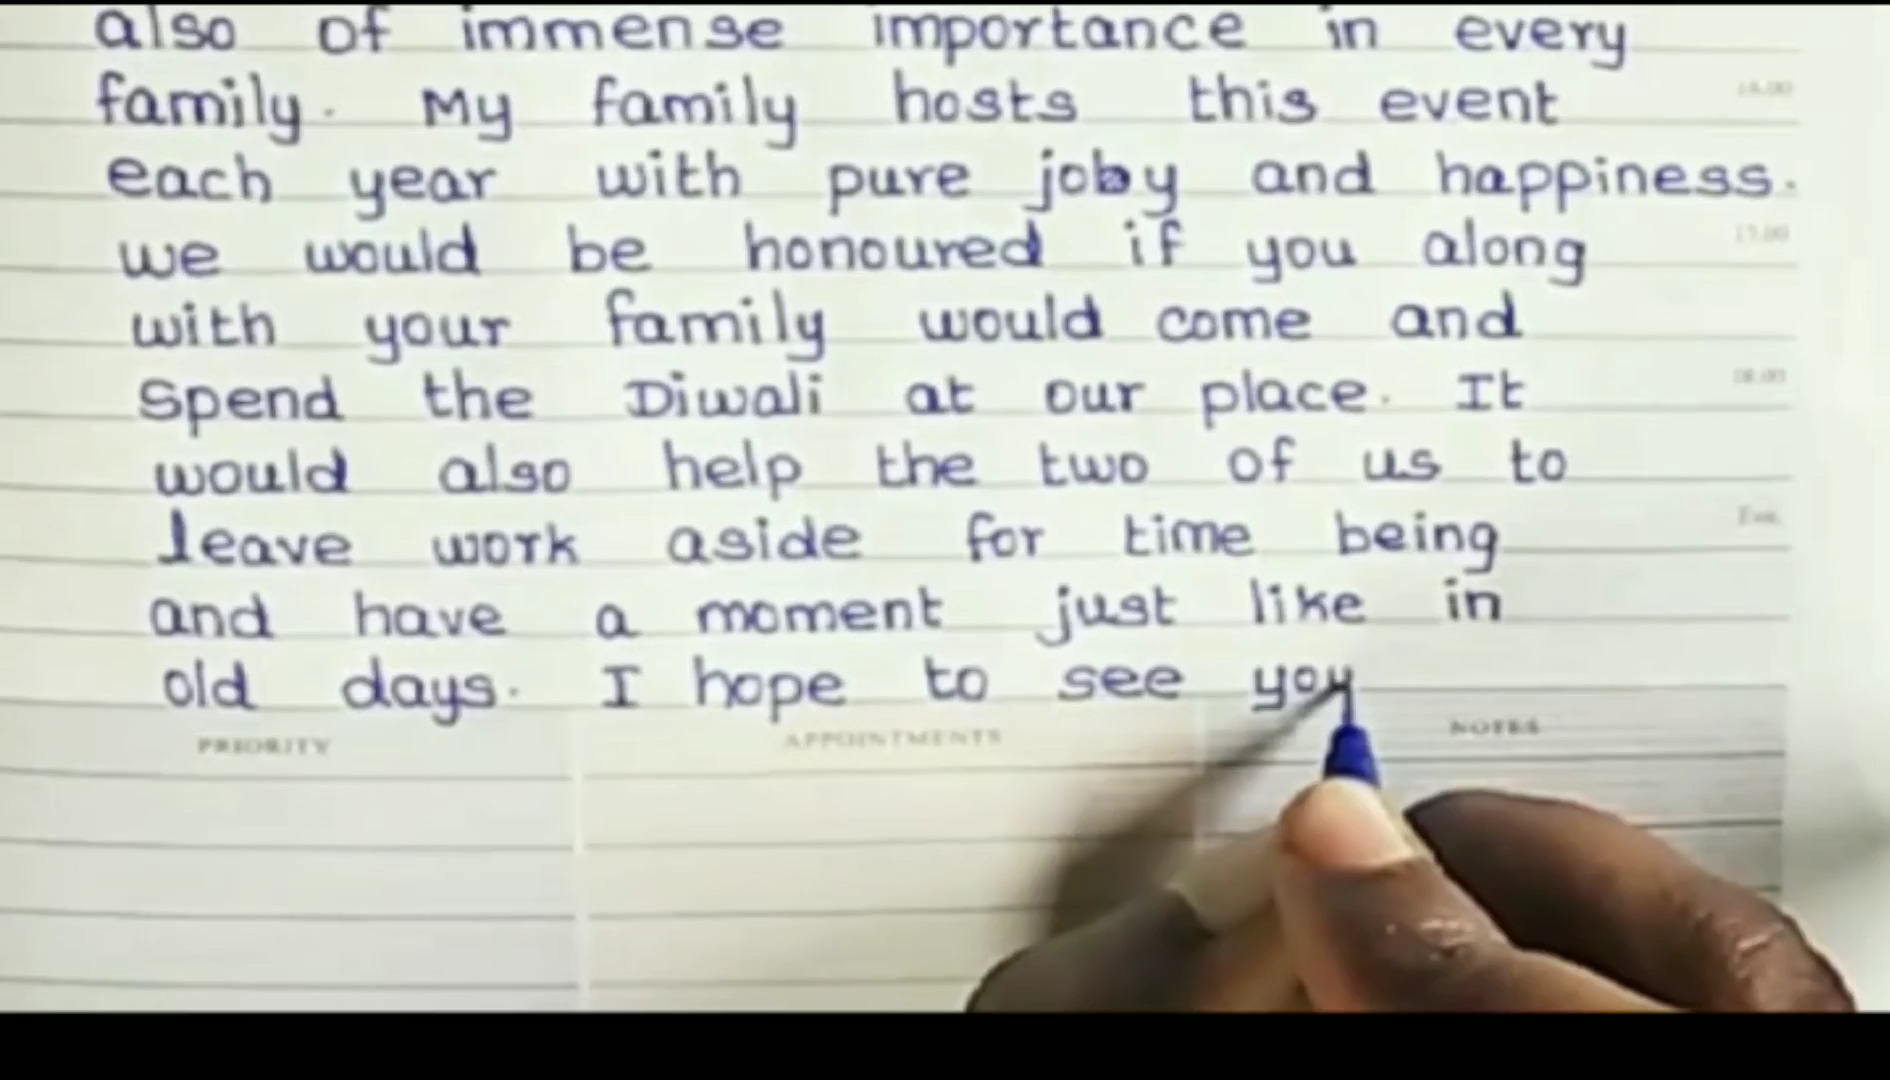 also of immense importance in every
family. My family hosts this event
each year with pure joby and happiness.
we would be honoured if you along
with your family would come and
spend the Diwali at our place. It
would also help the two of us to
leave work aside for time being
and have a moment just like in
old days. I hope to see you
PRIORITY APPOINTMENTS NOTES